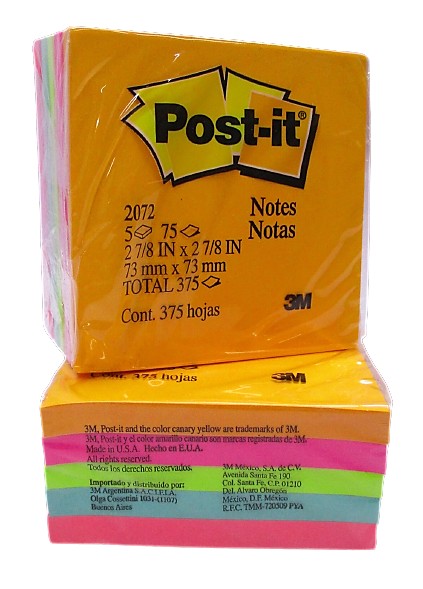 Post-it®
2072
5 75
2 7/8 IN x 2 7/8 IN
73 mm x 73 mm
TOTAL 375
Cont. 375 hojas
Notes
Notas
3M
Cont. 375 hojas
3M
3M, Post-it and the color canary yellow are trademarks of 3M.
3M, Post-it y el color amarillo canario son marcas registradas de 3M.
Made in U.S.A. Hecho en E.U.A.
All rights reserved.
Todos los derechos reservados.
Importado y distribuido por:
3M Argentina S.A.C.I.F.I.A.
Olga Cossettini 1031-(1107)
Buenos Aires
3M México, S.A. de C.V.
Avenida Santa Fe 190
Col. Santa Fe, C.P. 01210
Del. Alvaro Obregón
México, D.F. México
R.F.C. TMM-720509 PYA